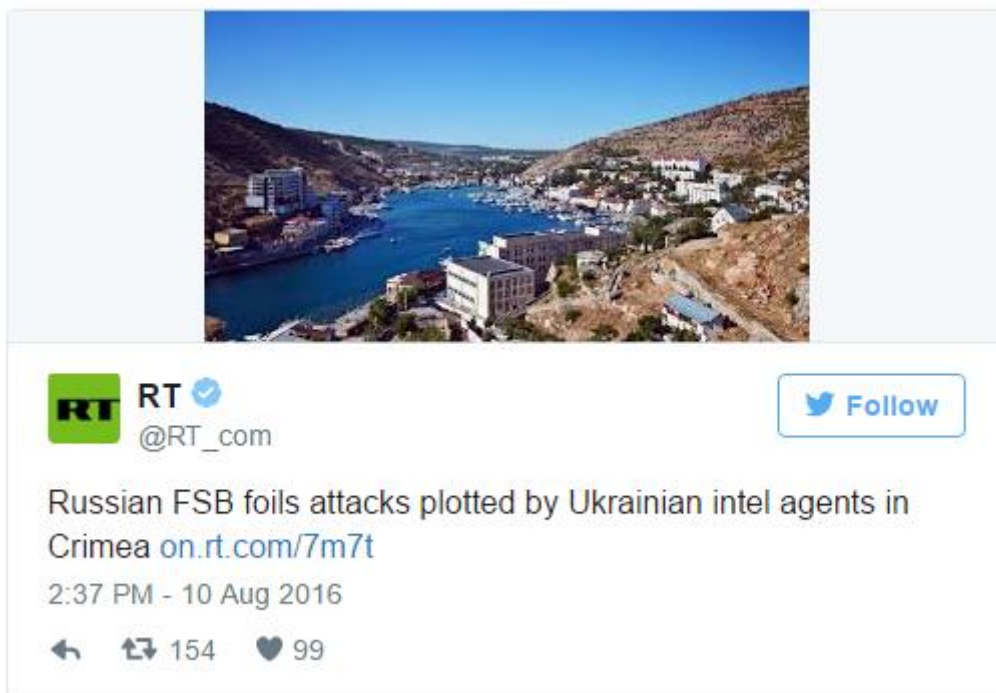 RT
RT
Follow
@RT_com
Russian FSB foils attacks plotted by Ukrainian intel agents in
Crimea on.rt.com/7m7t
2:37 PM - 10 Aug 2016
154 99